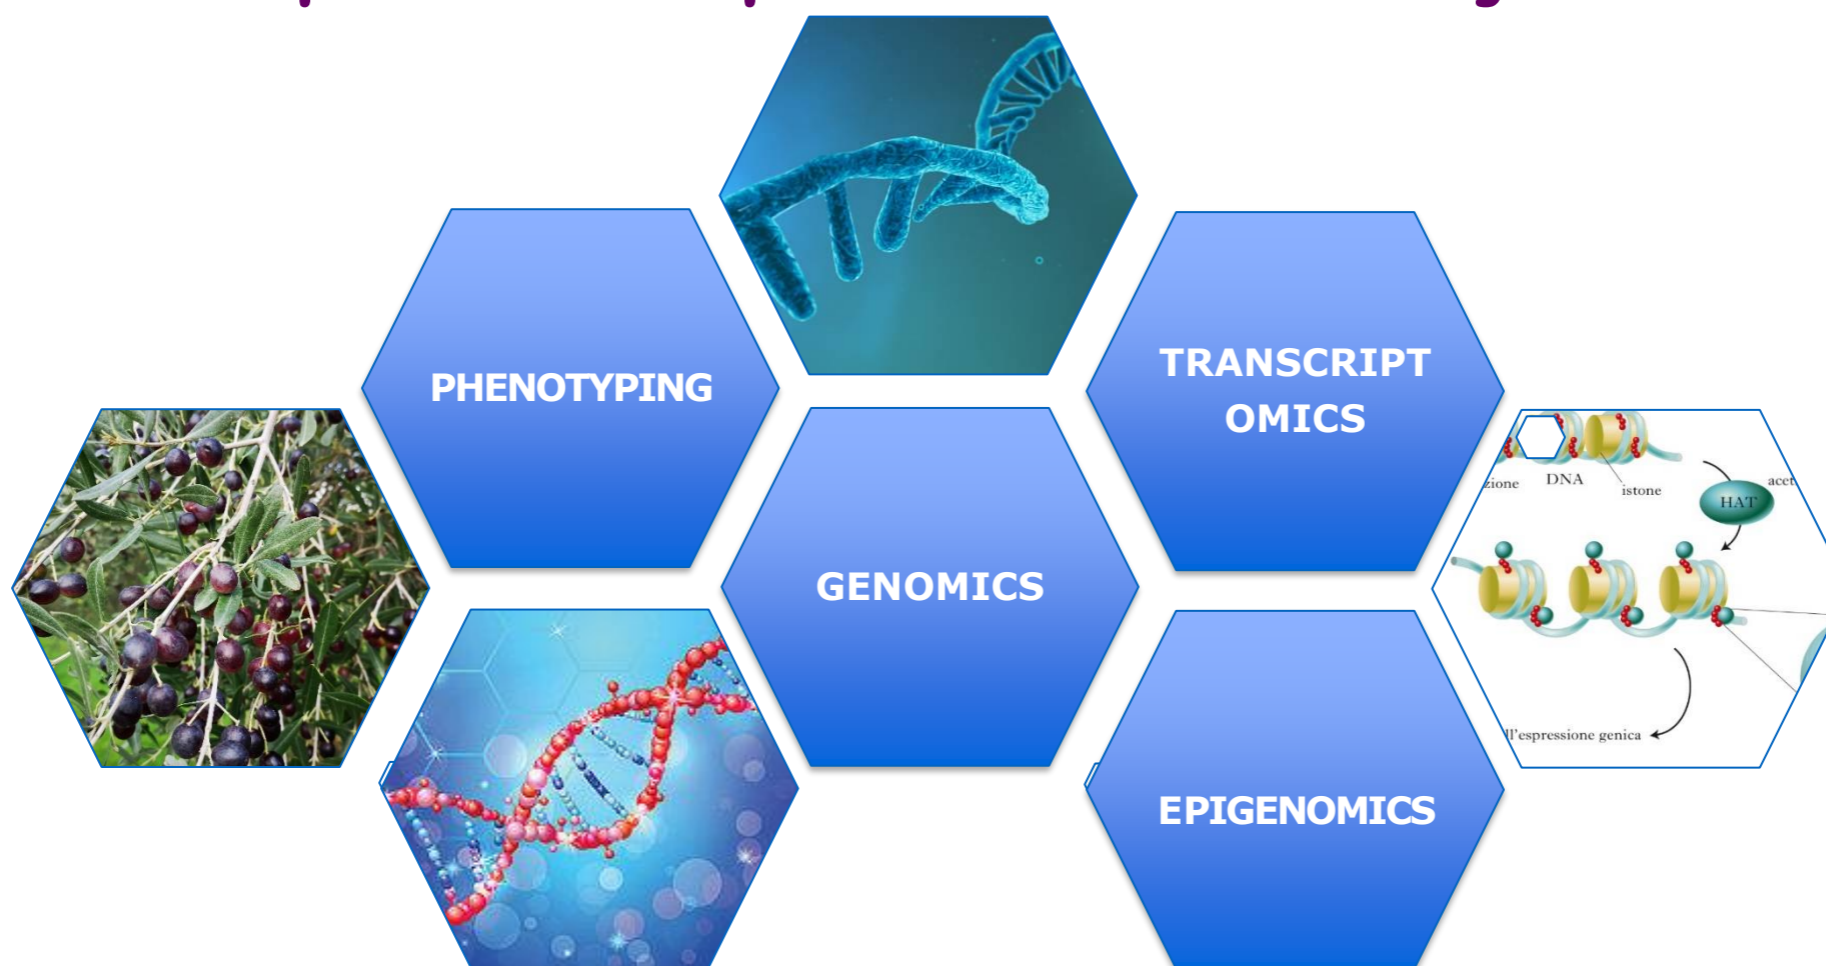 PHENOTYPING
TRANSCRIPT
OMICS
GENOMICS
DNA
istone
HAT
espressione genica
EPIGENOMICS